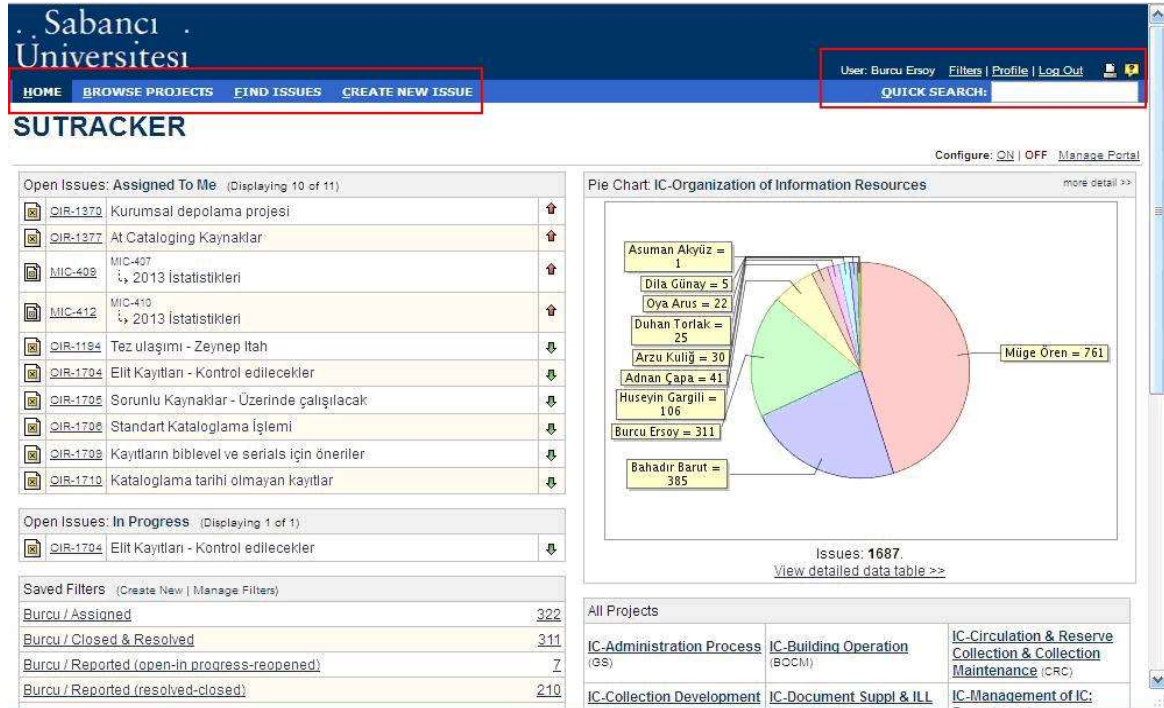 . . Sabancı .
Üniversitesi
User: Burcu Ersoy Filters | Profile | Log Out
HOME BROWSE PROJECTS FIND ISSUES CREATE NEW ISSUE
QUICK SEARCH:
SUTRACKER
Configure: ON | OFF Manage Portal
Open Issues: Assigned To Me (Displaying 10 of 11)
OIR-1370 Kurumsal depolama projesi
OIR-1377 At Cataloging Kaynaklar
MIC-407
MIC-409 2013 İstatistikleri
MIC-410
MIC-412 2013 İstatistikleri
OIR-1194 Tez ulaşımı - Zeynep Itah
OIR-1704 Elit Kayıtları - Kontrol edilecekler
OIR-1705 Sorunlu Kaynaklar - Üzerinde çalışılacak
OIR-1706 Standart Kataloglama İşlemi
OIR-1709 Kayıtların biblevel ve serials için öneriler
OIR-1710 Kataloglama tarihi olmayan kayıtlar
Open Issues: In Progress (Displaying 1 of 1)
OIR-1704 Elit Kayıtları - Kontrol edilecekler
Saved Filters (Create New | Manage Filters)
Burcu / Assigned 322
Burcu / Closed & Resolved 311
Burcu / Reported (open-in progress-reopened) 7
Burcu / Reported (resolved-closed) 210
Pie Chart: IC-Organization of Information Resources more detail >>
Asuman Akyüz =
1
Dila Günay = 5
Oya Arus = 22
Duhan Torlak =
25
Arzu Kuliğ = 30
Adnan Çapa = 41
Huseyin Gargili =
106
Burcu Ersoy = 311
Bahadır Barut =
385
Müge Ören = 761
Issues: 1687.
View detailed data table >>
All Projects
IC-Administration Process
(GS)
IC-Building Operation
(BOCM)
IC-Circulation & Reserve
Collection & Collection
Maintenance (CRC)
IC-Collection Development
IC-Document Suppl & ILL
IC-Management of IC: